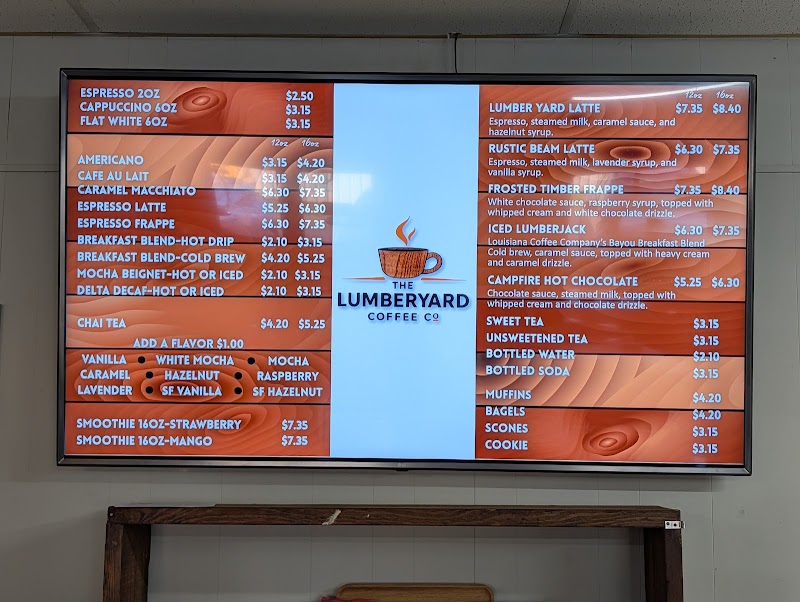 ESPRESSO 2OZ $2.50
CAPPUCCINO 6OZ $3.15
FLAT WHITE 6OZ $3.15
12oz 16oz
AMERICANO $3.15 $4.20
CAFE AU LAIT $3.15 $4.20
CARAMEL MACCHIATO $6.30 $7.35
ESPRESSO LATTE $5.25 $6.30
ESPRESSO FRAPPE $6.30 $7.35
BREAKFAST BLEND-HOT DRIP $2.10 $3.15
BREAKFAST BLEND-COLD BREW $4.20 $5.25
MOCHA BEIGNET-HOT OR ICED $2.10 $3.15
DELTA DECAF-HOT OR ICED $2.10 $3.15
CHAI TEA $4.20 $5.25
ADD A FLAVOR $1.00
VANILLA • WHITE MOCHA • MOCHA
CARAMEL • HAZELNUT • RASPBERRY
LAVENDER • SF VANILLA • SF HAZELNUT
SMOOTHIE 16OZ-STRAWBERRY $7.35
SMOOTHIE 16OZ-MANGO $7.35
THE
LUMBERYARD
COFFEE CO
12oz 16oz
LUMBER YARD LATTE $7.35 $8.40
Espresso, steamed milk, caramel sauce, and
hazelnut syrup.
RUSTIC BEAM LATTE $6.30 $7.35
Espresso, steamed milk, lavender syrup, and
vanilla syrup.
FROSTED TIMBER FRAPPE $7.35 $8.40
White chocolate sauce, raspberry syrup, topped with
whipped cream and white chocolate drizzle.
ICED LUMBERJACK $6.30 $7.35
Louisiana Coffee Company's Bayou Breakfast Blend
Cold brew, caramel sauce, topped with heavy cream
and caramel drizzle.
CAMPFIRE HOT CHOCOLATE $5.25 $6.30
Chocolate sauce, steamed milk, topped with
whipped cream and chocolate drizzle.
SWEET TEA $3.15
UNSWEETENED TEA $3.15
BOTTLED WATER $2.10
BOTTLED SODA $3.15
MUFFINS $4.20
BAGELS $4.20
SCONES $3.15
COOKIE $3.15
LG